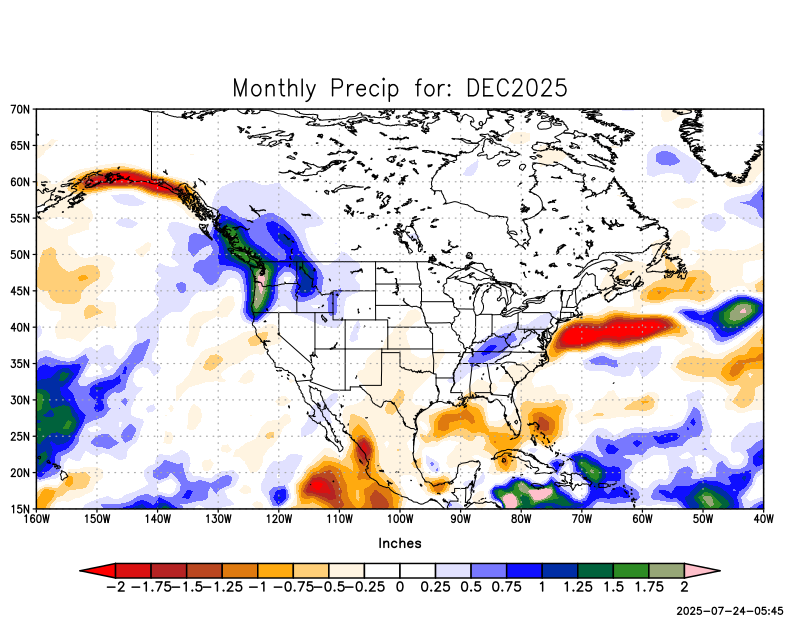 Monthly Precip for: DEC2025
70N
65N
60N
55N
50N
45N
40N
35N
30N
25N
20N
15N
160W 150W 140W 130W 120W 110W 100W 90W 80W 70W 60W 50W 40W
Inches
-2 -1.75 -1.5 -1.25 -1 -0.75 -0.5 -0.25 0 0.25 0.5 0.75 1 1.25 1.5 1.75 2
2025-07-24-05:45